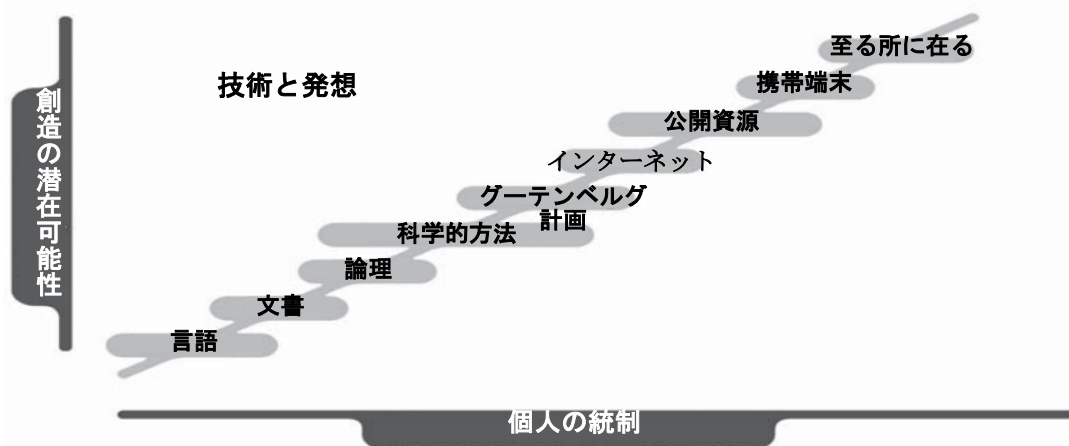 技術と発想
創造の潜在可能性
至る所に在る
携帯端末
公開資源
インターネット
グーテンベルグ
計画
科学的方法
論理
文書
言語
個人の統制